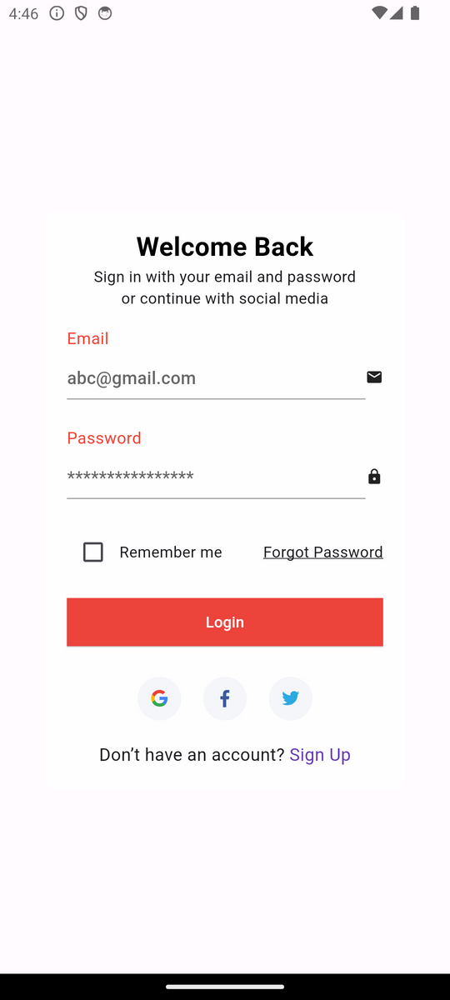 4:46
Welcome Back
Sign in with your email and password
or continue with social media
Email
abc@gmail.com
Password
****************
Remember me
Forgot Password
Login
Don’t have an account? Sign Up